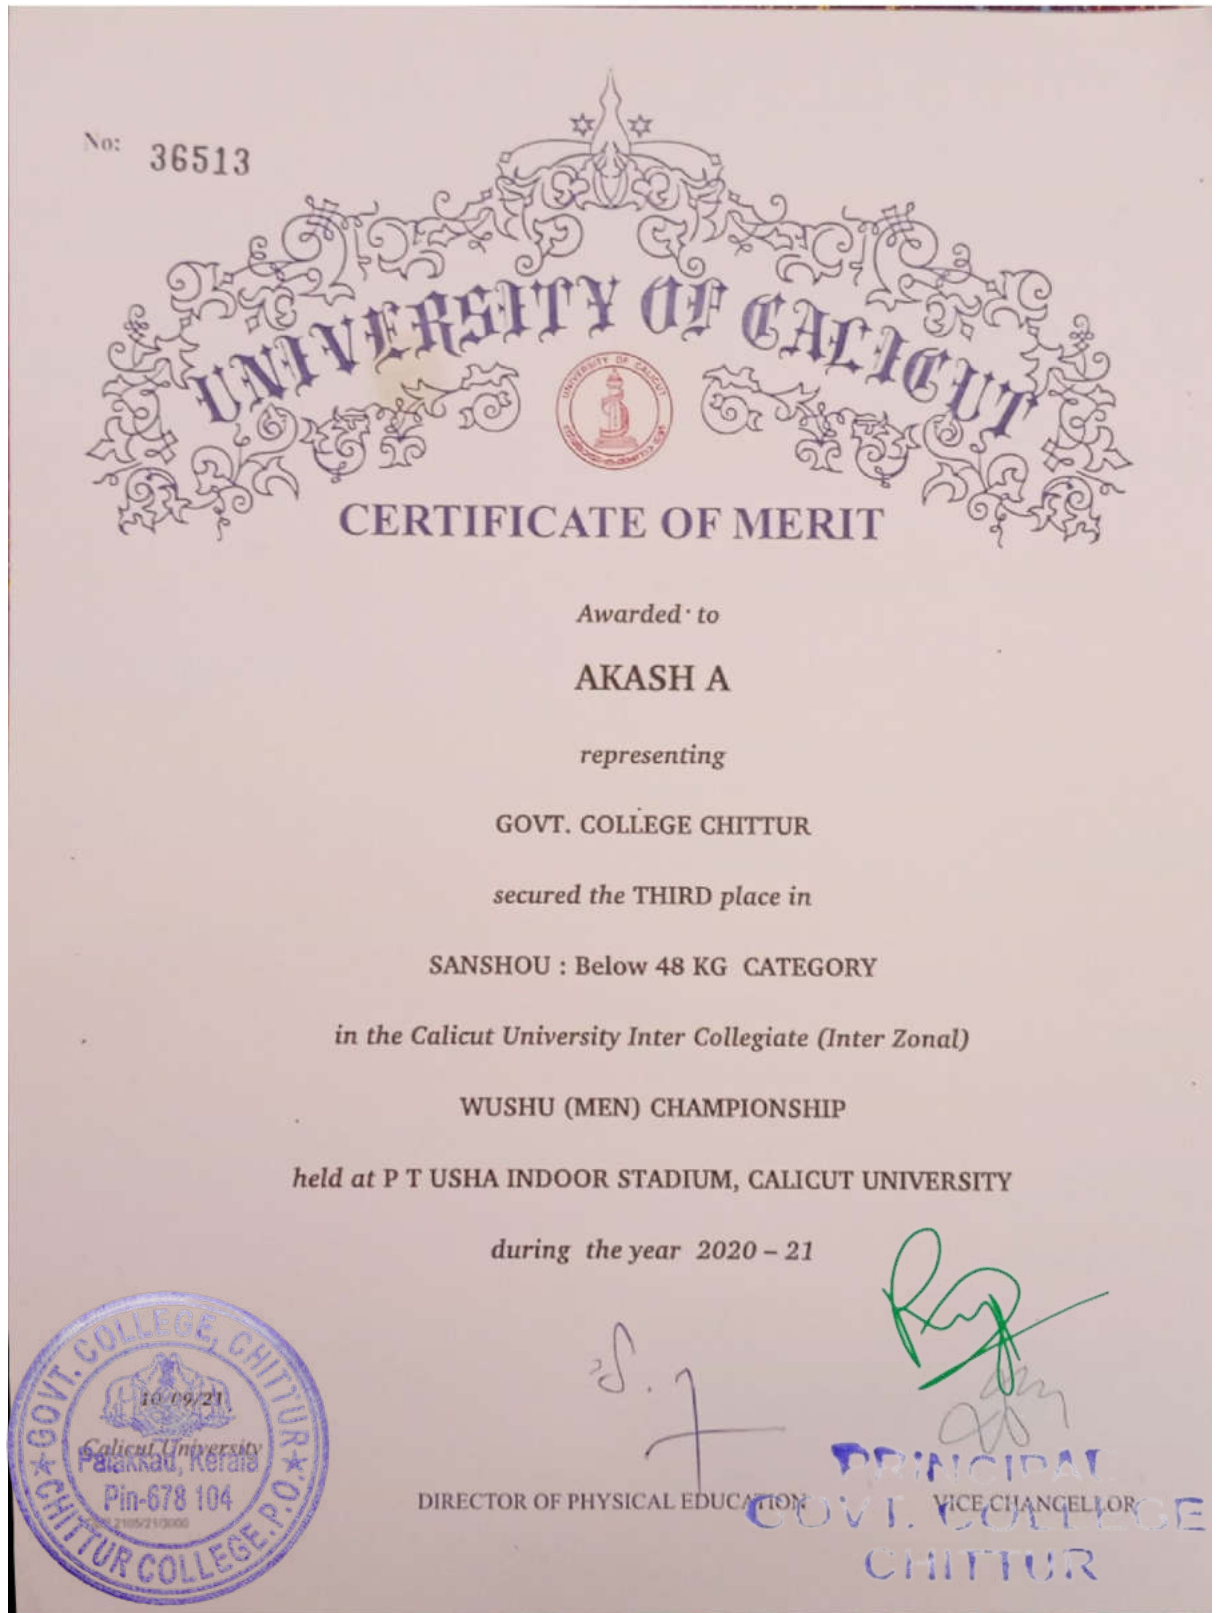 No: 36513
UNIVERSITY OF CALICUT
UNIVERSITY OF CALICUT
CERTIFICATE OF MERIT
Awarded to
AKASH A
representing
GOVT. COLLEGE CHITTUR
secured the THIRD place in
SANSHOU : Below 48 KG CATEGORY
in the Calicut University Inter Collegiate (Inter Zonal)
WUSHU (MEN) CHAMPIONSHIP
held at P T USHA INDOOR STADIUM, CALICUT UNIVERSITY
during the year 2020 – 21
GOVT. COLLEGE, CHITTUR
10/09/21
Calicut University
Palakkad, Kerala
Pin-678 104
CHITTUR COLLEGE.P.O.
DIRECTOR OF PHYSICAL EDUCATION
VICE CHANCELLOR
PRINCIPAL
GOVT. COLLEGE
CHITTUR